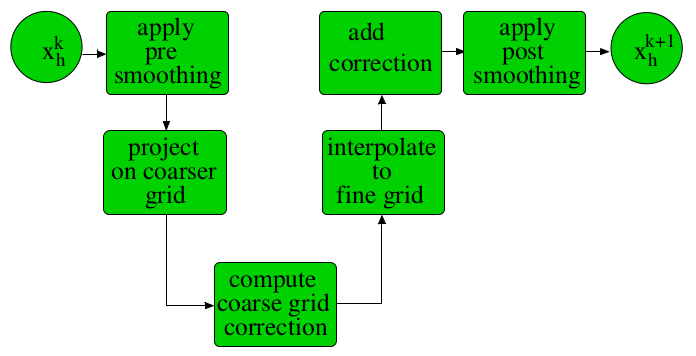 x_h^k
apply
pre
smoothing
project
on coarser
grid
compute
coarse grid
correction
interpolate
to
fine grid
add
correction
apply
post
smoothing
x_h^{k+1}